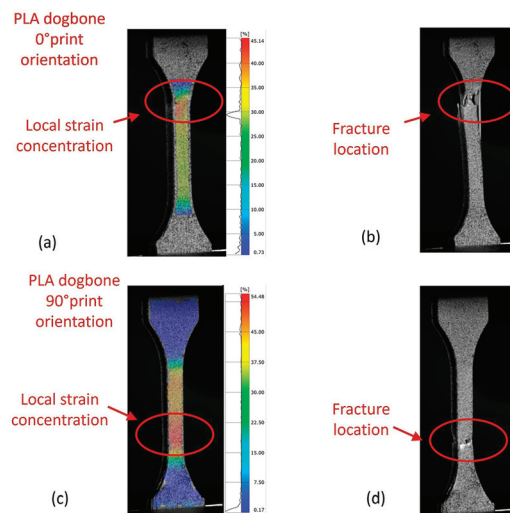 PLA dogbone
0°print
orientation
Local strain
concentration
(a)
[%]
45.14
40.00
35.00
30.00
25.00
20.00
15.00
10.00
5.00
0.73
Fracture
location
(b)
PLA dogbone
90°print
orientation
Local strain
concentration
(c)
[%]
54.48
45.00
37.50
30.00
22.50
15.00
7.50
0.17
Fracture
location
(d)